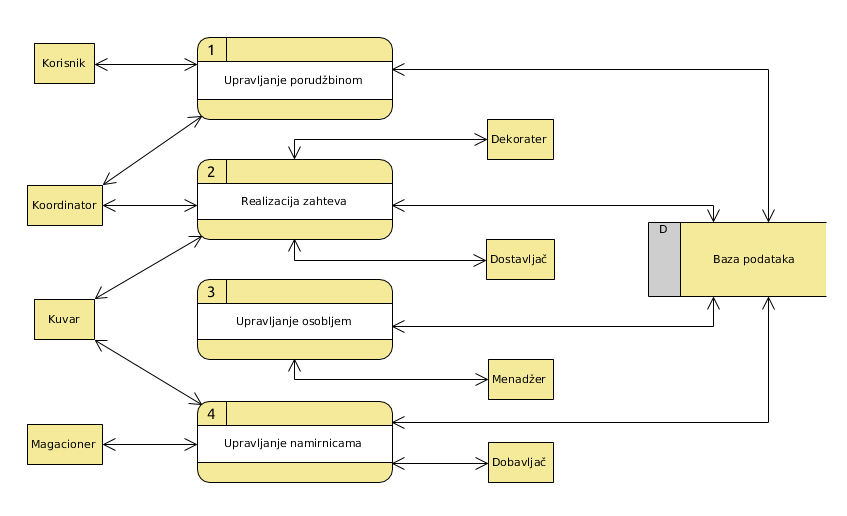 1
Korisnik
Upravljanje porudžbinom
Dekorater
2
Koordinator
Realizacija zahteva
D
Baza podataka
Dostavljač
3
Kuvar
Upravljanje osobljem
Menadžer
4
Magacioner
Upravljanje namirnicama
Dobavljač